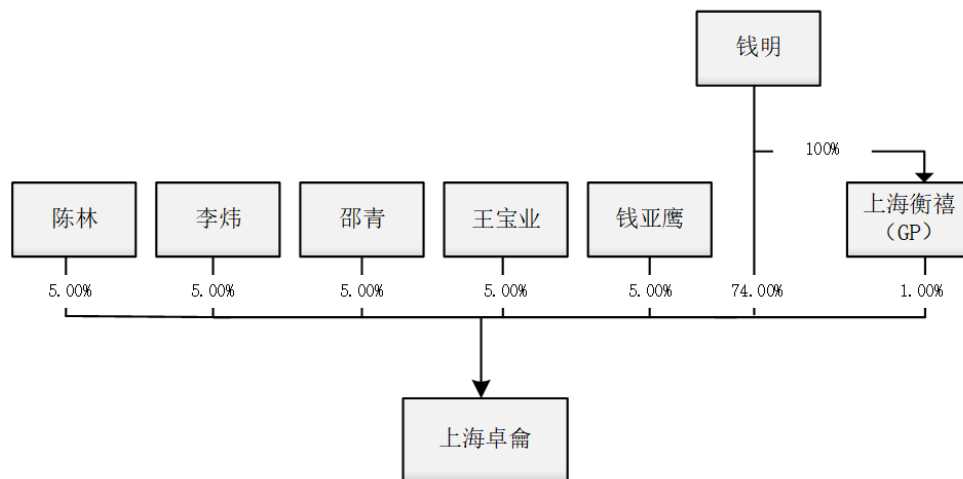 钱明
100%
陈林
李炜
邵青
王宝业
钱亚鹰
上海衡禧
（GP）
5.00%
5.00%
5.00%
5.00%
5.00%
74.00%
1.00%
上海卓龠